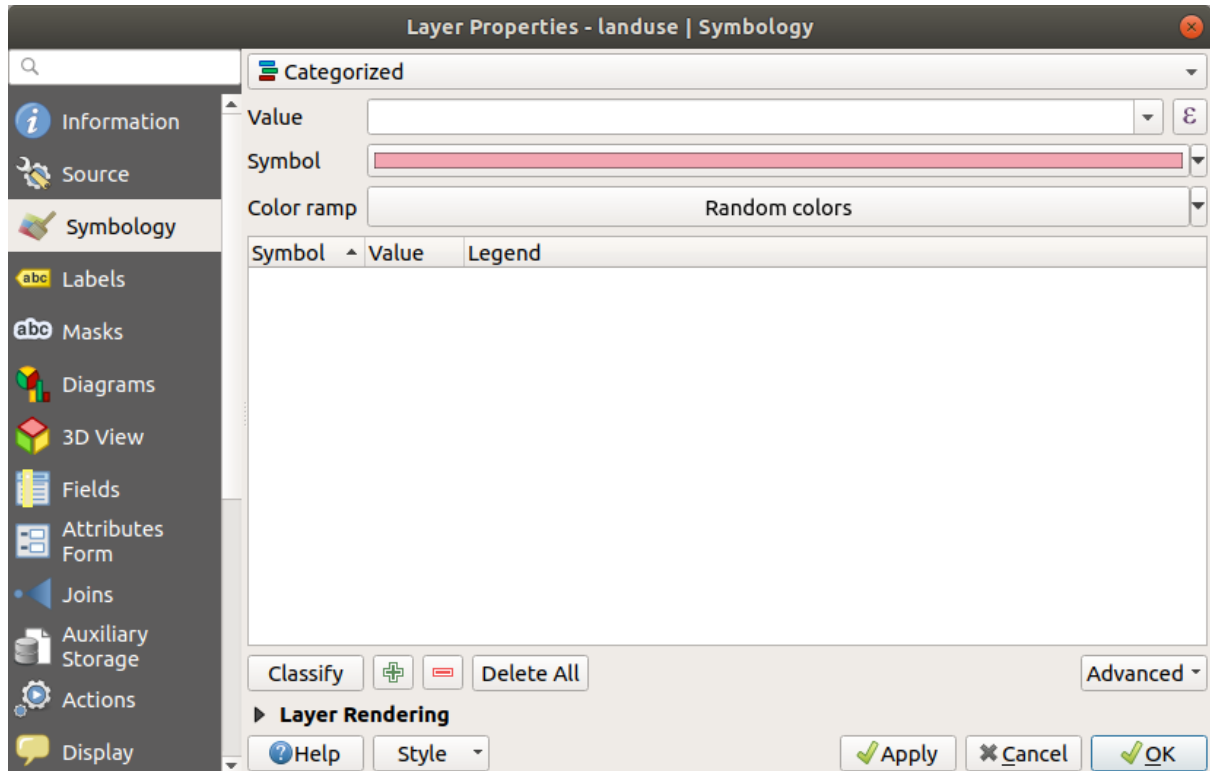 Layer Properties - landuse | Symbology
Categorized
Information
Source
Symbology
abc Labels
abc Masks
Diagrams
3D View
Fields
Attributes
Form
Joins
Auxiliary
Storage
Actions
Display
Value
ε
Symbol
Color ramp Random colors
Symbol Value Legend
Classify Delete All Advanced
Layer Rendering
Help Style Apply Cancel OK